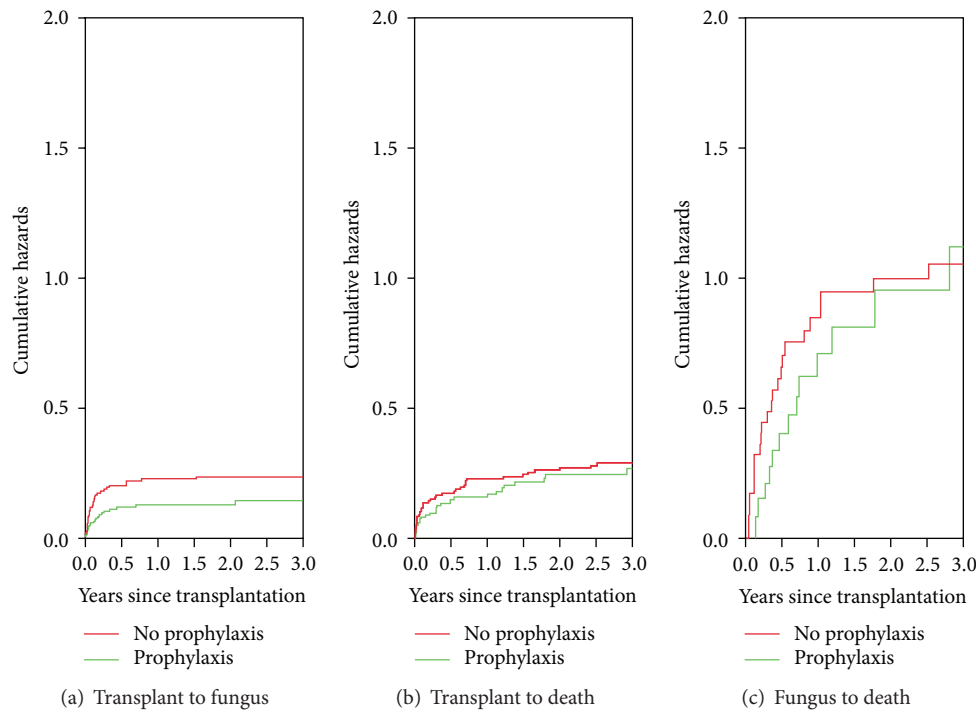 2.0
1.5
1.0
0.5
0.0
Cumulative hazards
0.0 0.5 1.0 1.5 2.0 2.5 3.0
Years since transplantation
No prophylaxis
Prophylaxis
(a) Transplant to fungus
2.0
1.5
1.0
0.5
0.0
Cumulative hazards
0.0 0.5 1.0 1.5 2.0 2.5 3.0
Years since transplantation
No prophylaxis
Prophylaxis
(b) Transplant to death
2.0
1.5
1.0
0.5
0.0
Cumulative hazards
0.0 0.5 1.0 1.5 2.0 2.5 3.0
Years since transplantation
No prophylaxis
Prophylaxis
(c) Fungus to death